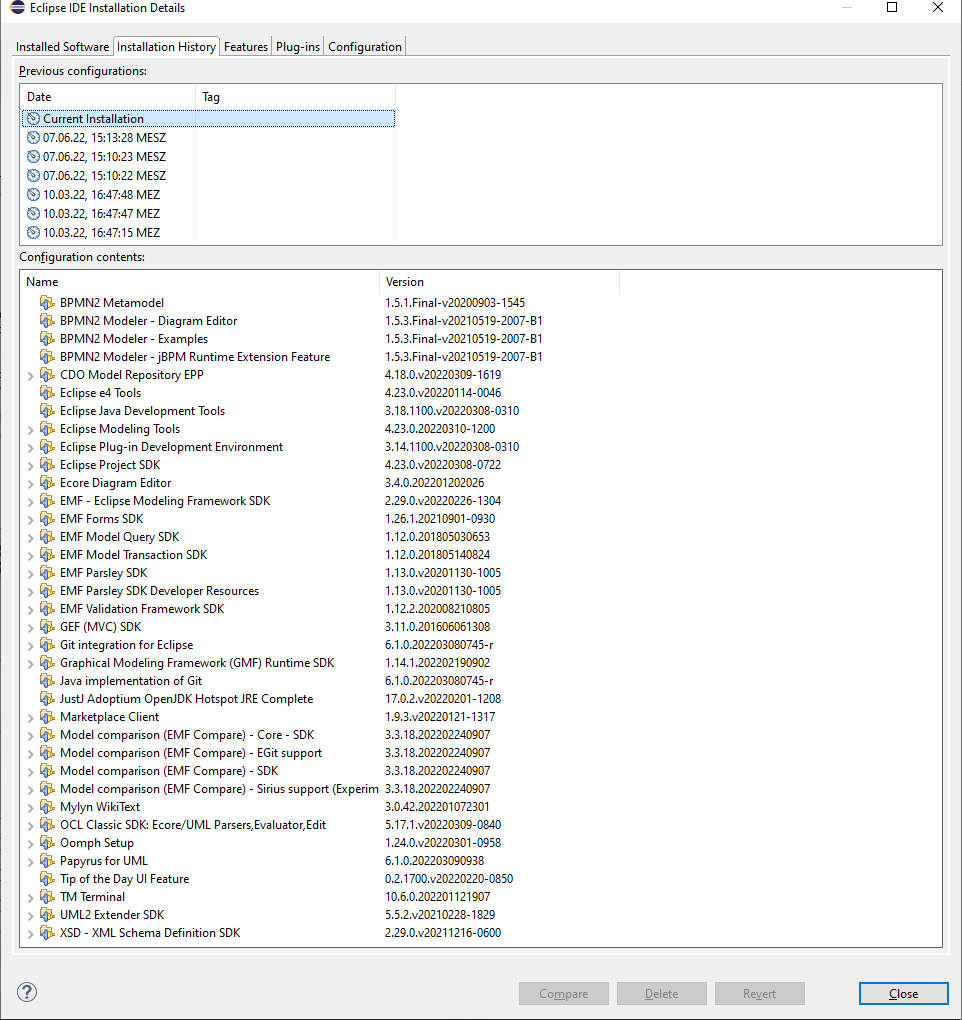 Eclipse IDE Installation Details
Installed Software Installation History Features Plug-ins Configuration
Previous configurations:
Date Tag
Current Installation
07.06.22, 15:13:28 MESZ
07.06.22, 15:10:23 MESZ
07.06.22, 15:10:22 MESZ
10.03.22, 16:47:48 MEZ
10.03.22, 16:47:47 MEZ
10.03.22, 16:47:15 MEZ
Configuration contents:
Name Version
BPMN2 Metamodel 1.5.1.Final-v20200903-1545
BPMN2 Modeler - Diagram Editor 1.5.3.Final-v20210519-2007-B1
BPMN2 Modeler - Examples 1.5.3.Final-v20210519-2007-B1
BPMN2 Modeler - jBPM Runtime Extension Feature 1.5.3.Final-v20210519-2007-B1
CDO Model Repository EPP 4.18.0.v20220309-1619
Eclipse e4 Tools 4.23.0.v20220114-0046
Eclipse Java Development Tools 3.18.1100.v20220308-0310
Eclipse Modeling Tools 4.23.0.20220310-1200
Eclipse Plug-in Development Environment 3.14.1100.v20220308-0310
Eclipse Project SDK 4.23.0.v20220308-0722
Ecore Diagram Editor 3.4.0.202201202026
EMF - Eclipse Modeling Framework SDK 2.29.0.v20220226-1304
EMF Forms SDK 1.26.1.20210901-0930
EMF Model Query SDK 1.12.0.201805030653
EMF Model Transaction SDK 1.12.0.201805140824
EMF Parsley SDK 1.13.0.v20201130-1005
EMF Parsley SDK Developer Resources 1.13.0.v20201130-1005
EMF Validation Framework SDK 1.12.2.202008210805
GEF (MVC) SDK 3.11.0.201606061308
Git integration for Eclipse 6.1.0.202203080745-r
Graphical Modeling Framework (GMF) Runtime SDK 1.14.1.202202190902
Java implementation of Git 6.1.0.202203080745-r
JustJ Adoptium OpenJDK Hotspot JRE Complete 17.0.2.v20220201-1208
Marketplace Client 1.9.3.v20220121-1317
Model comparison (EMF Compare) - Core - SDK 3.3.18.202202240907
Model comparison (EMF Compare) - EGit support 3.3.18.202202240907
Model comparison (EMF Compare) - SDK 3.3.18.202202240907
Model comparison (EMF Compare) - Sirius support (Experim 3.3.18.202202240907
Mylyn WikiText 3.0.42.202201072301
OCL Classic SDK: Ecore/UML Parsers,Evaluator,Edit 5.17.1.v20220309-0840
Oomph Setup 1.24.0.v20220301-0958
Papyrus for UML 6.1.0.202203090938
Tip of the Day UI Feature 0.2.1700.v20220220-0850
TM Terminal 10.6.0.202201121907
UML2 Extender SDK 5.5.2.v20210228-1829
XSD - XML Schema Definition SDK 2.29.0.v20211216-0600
? Compare Delete Revert Close